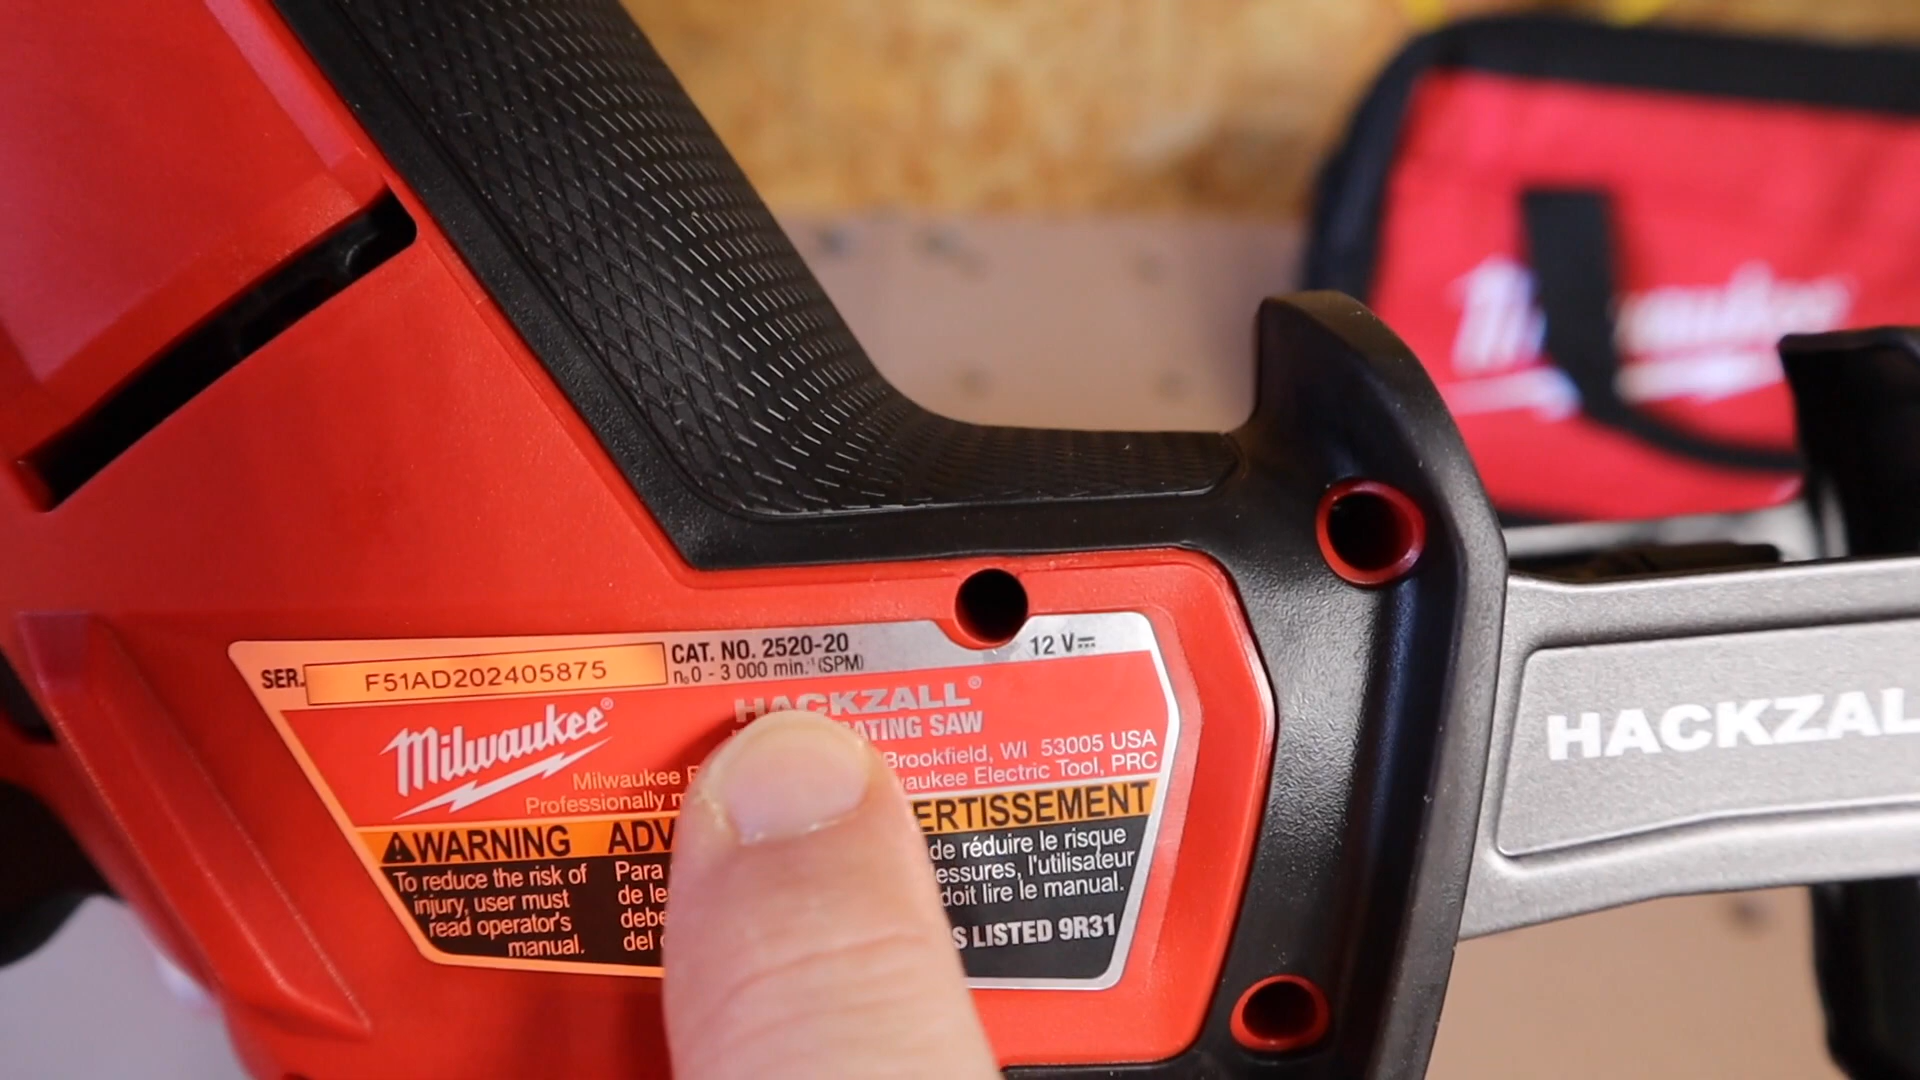 SER. F51AD202405875
CAT. NO. 2520-20
12 V⎓
n₀ 0 - 3 000 min.⁻¹ (SPM)
HACKZALL®
ATING SAW
Milwaukee®
Brookfield, WI 53005 USA
Milwaukee
waukee Electric Tool, PRC
Professionally
⚠WARNING
ADV
ERTISSEMENT
To reduce the risk of
injury, user must
read operator's
manual.
Para
de le
debe
del
de réduire le risque
essures, l'utilisateur
doit lire le manual.
S LISTED 9R31
HACKZAL
Milwaukee